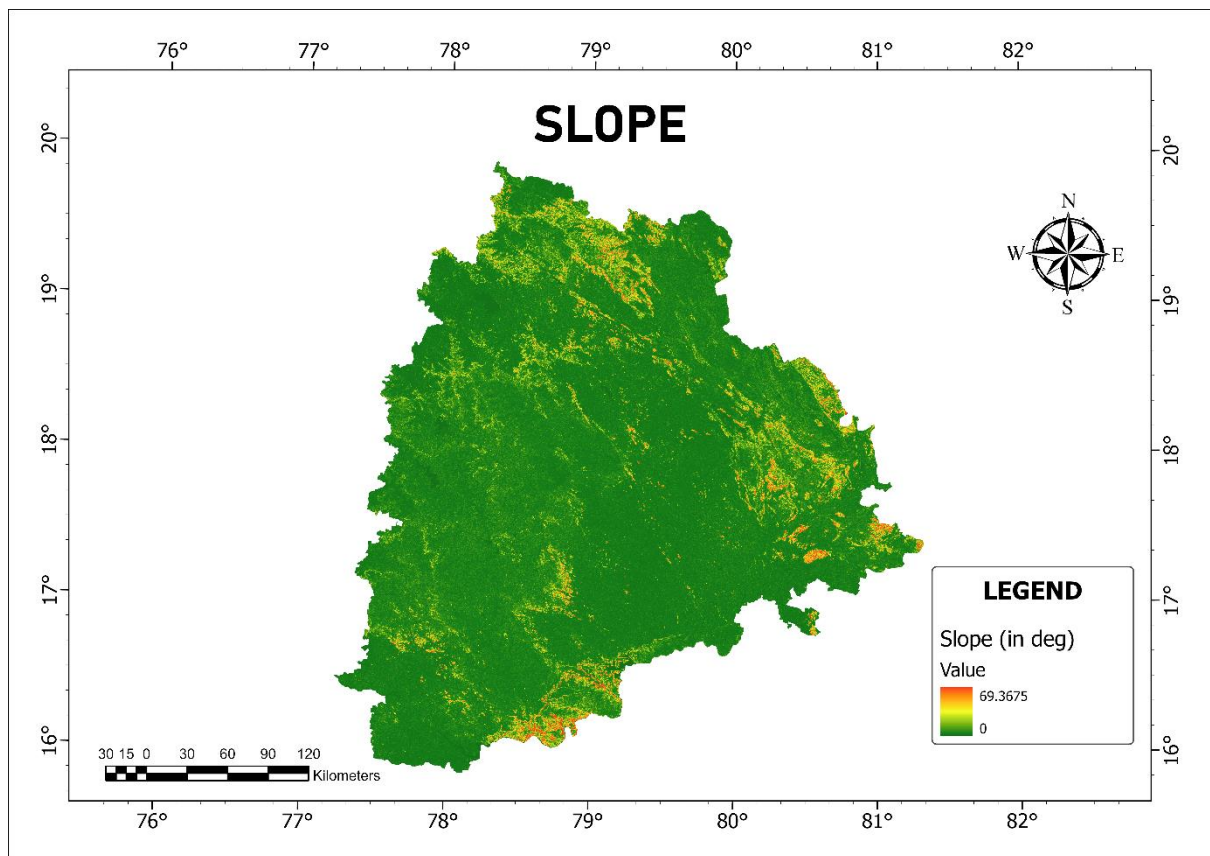 76° 77° 78° 79° 80° 81° 82°
SLOPE
20° 20°
N
W E
S
19° 19°
18° 18°
17° 17°
LEGEND
Slope (in deg)
Value
69.3675
0
16° 16°
30 15 0 30 60 90 120
Kilometers
76° 77° 78° 79° 80° 81° 82°